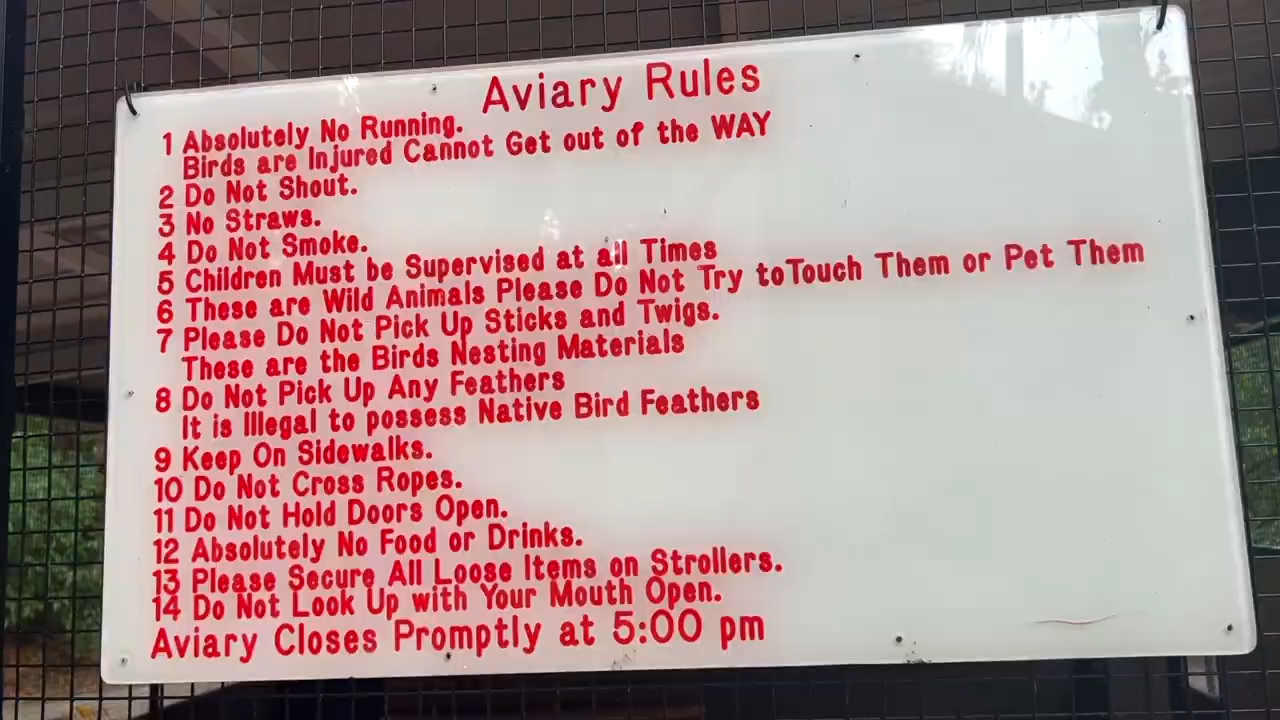 Aviary Rules
1 Absolutely No Running.
Birds are Injured Cannot Get out of the WAY
2 Do Not Shout.
3 No Straws.
4 Do Not Smoke.
5 Children Must be Supervised at all Times
6 These are Wild Animals Please Do Not Try toTouch Them or Pet Them
7 Please Do Not Pick Up Sticks and Twigs.
These are the Birds Nesting Materials
8 Do Not Pick Up Any Feathers
It is Illegal to possess Native Bird Feathers
9 Keep On Sidewalks.
10 Do Not Cross Ropes.
11 Do Not Hold Doors Open.
12 Absolutely No Food or Drinks.
13 Please Secure All Loose Items on Strollers.
14 Do Not Look Up with Your Mouth Open.
Aviary Closes Promptly at 5:00 pm